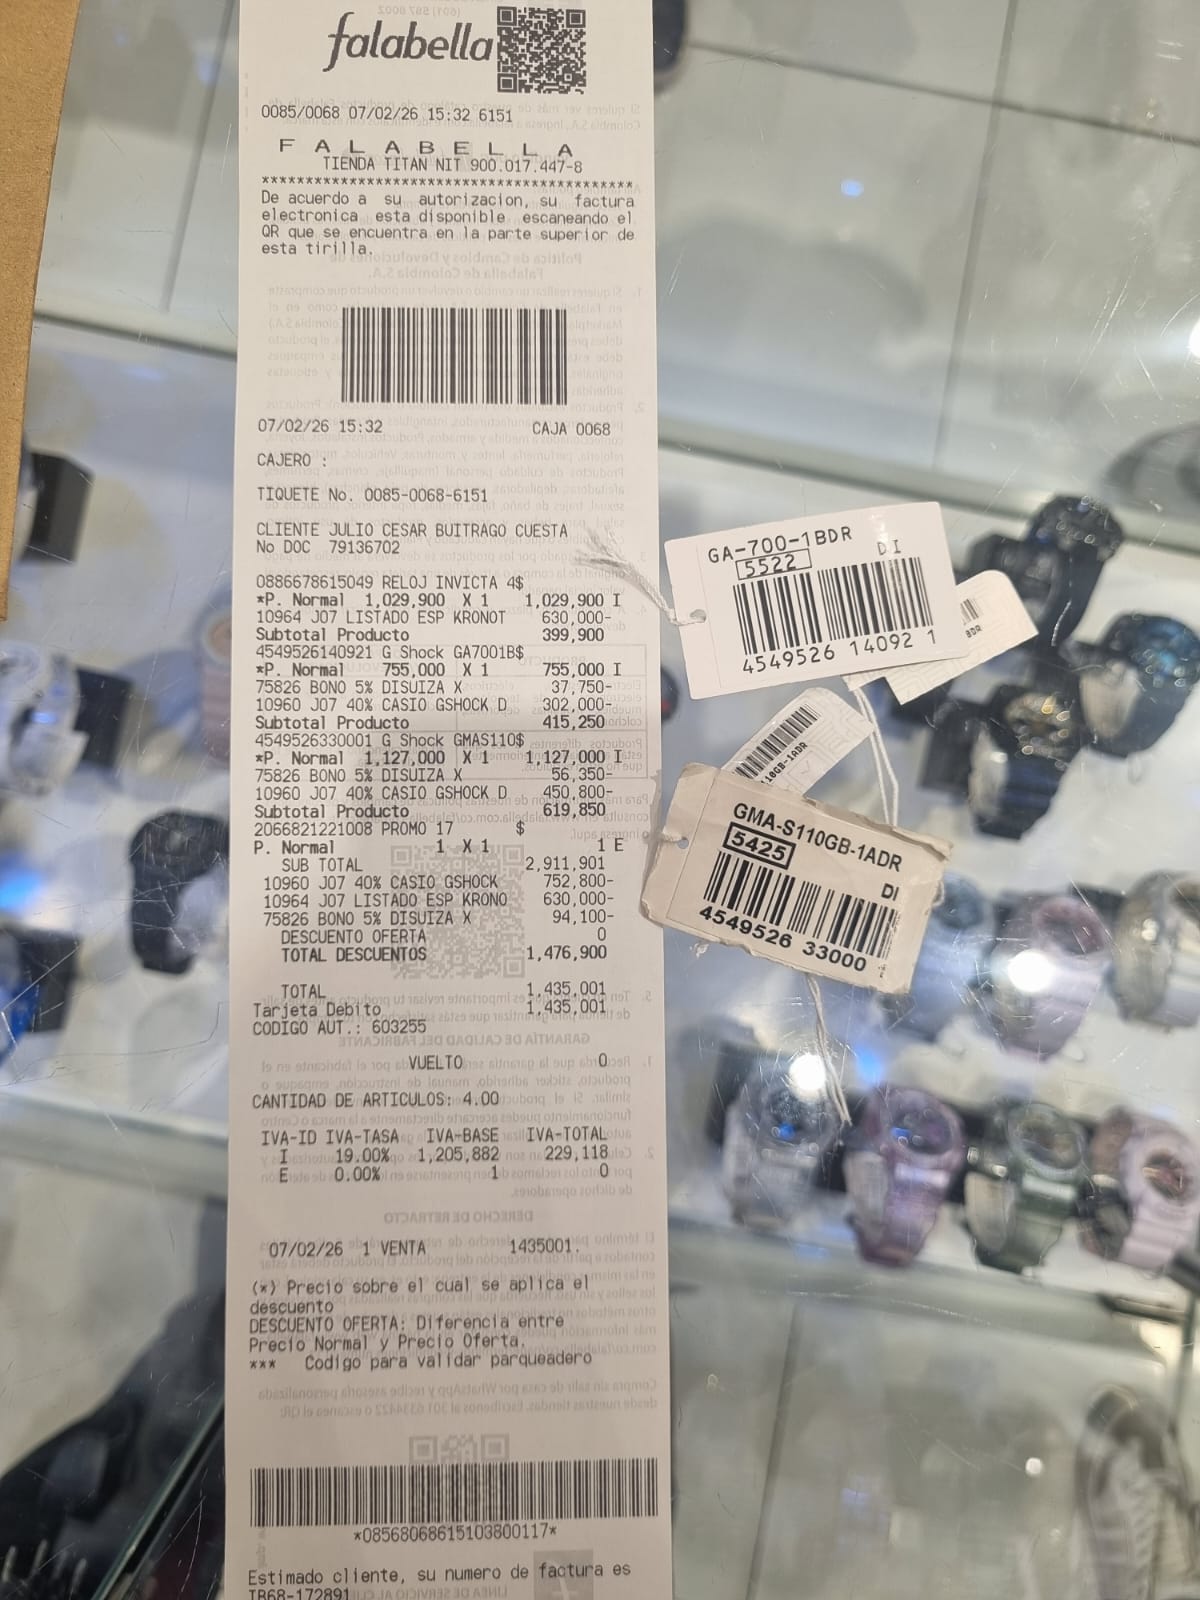 falabella
0085/0068 07/02/26 15:32 6151
F A L A B E L L A
TIENDA TITAN NIT 900.017.447-8
******************************************
De acuerdo a su autorizacion, su factura
electronica esta disponible escaneando el
QR que se encuentra en la parte superior de
esta tirilla.
07/02/26 15:32 CAJA 0068
CAJERO :
TIQUETE No. 0085-0068-6151
CLIENTE JULIO CESAR BUITRAGO CUESTA
No DOC 79136702
0886678615049 RELOJ INVICTA 4$
*P. Normal 1,029,900 X 1 1,029,900 I
10964 J07 LISTADO ESP KRONOT 630,000-
Subtotal Producto 399,900
4549526140921 G Shock GA7001B$
*P. Normal 755,000 X 1 755,000 I
75826 BONO 5% DISUIZA X 37,750-
10960 J07 40% CASIO GSHOCK D 302,000-
Subtotal Producto 415,250
4549526330001 G Shock GMAS110$
*P. Normal 1,127,000 X 1 1,127,000 I
75826 BONO 5% DISUIZA X 56,350-
10960 J07 40% CASIO GSHOCK D 450,800-
Subtotal Producto 619,850
2066821221008 PROMO 17 $
P. Normal 1 X 1 1 E
SUB TOTAL 2,911,901
10960 J07 40% CASIO GSHOCK 752,800-
10964 J07 LISTADO ESP KRONO 630,000-
75826 BONO 5% DISUIZA X 94,100-
DESCUENTO OFERTA 0
TOTAL DESCUENTOS 1,476,900
TOTAL 1,435,001
Tarjeta Debito 1,435,001
CODIGO AUT.: 603255
VUELTO 0
CANTIDAD DE ARTICULOS: 4.00
IVA-ID IVA-TASA IVA-BASE IVA-TOTAL
I 19.00% 1,205,882 229,118
E 0.00% 1 0
07/02/26 1 VENTA 1435001.
(*) Precio sobre el cual se aplica el
descuento
DESCUENTO OFERTA: Diferencia entre
Precio Normal y Precio Oferta.
*** Codigo para validar parqueadero
*08568068615103800117*
Estimado cliente, su numero de factura es
TB68-172891
GA-700-1BDR
5522 DI
4549526 14092 1
BDR
110GB-1ADR
GMA-S110GB-1ADR
5425
DI
4549526 33000